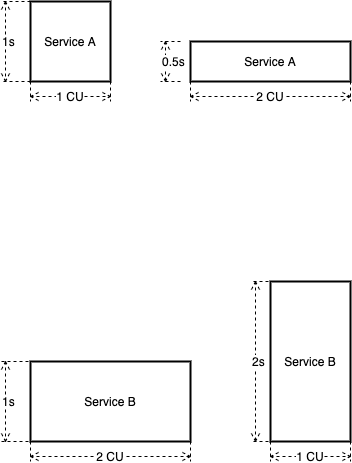 1s
Service A
1 CU
0.5s
Service A
2 CU
1s
Service B
2 CU
2s
Service B
1 CU